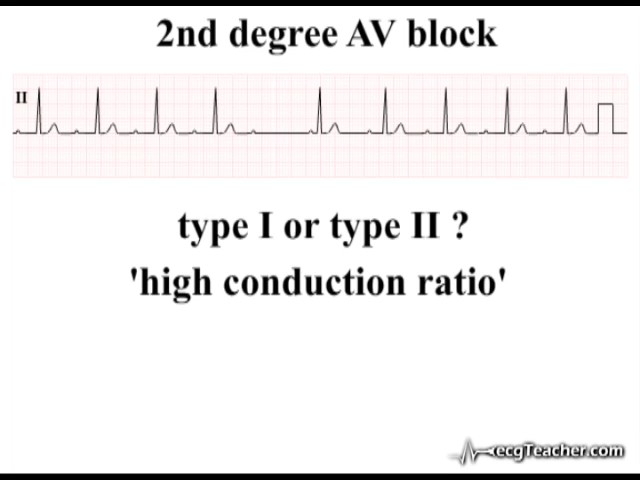 2nd degree AV block
II
type I or type II ?
'high conduction ratio'
ecgTeacher.com